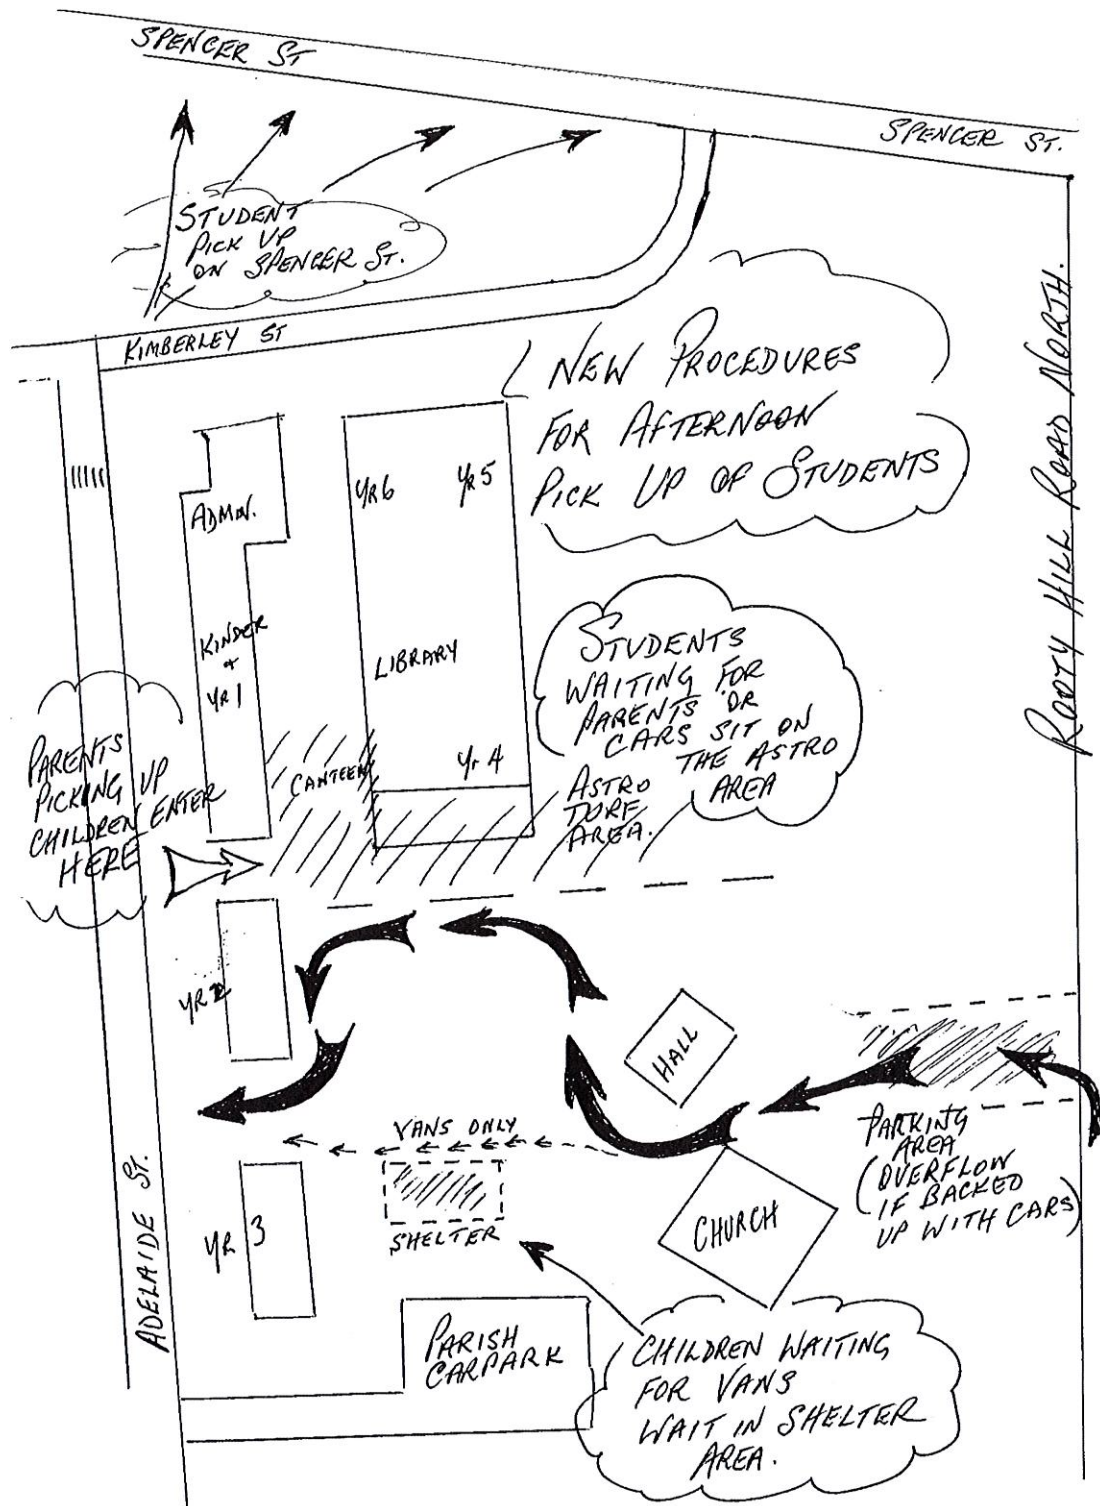 SPENCER ST
SPENCER ST.
STUDENT
PICK UP
ON SPENCER ST.
KIMBERLEY ST
NEW PROCEDURES
FOR AFTERNOON
PICK UP OF STUDENTS
ROOTY HILL ROAD NORTH.
ADMIN.
YR6
YR5
KINDER
+
YR 1
LIBRARY
STUDENTS
WAITING FOR
PARENTS OR
CARS SIT ON
THE ASTRO
AREA
PARENTS
PICKING UP
CHILDREN ENTER
HERE
CANTEEN
Yr 4
ASTRO
TURF
AREA.
YR 2
HALL
VANS ONLY
PARKING
AREA
(OVERFLOW
IF BACKED
UP WITH CARS)
ADELAIDE ST.
YR 3
SHELTER
CHURCH
PARISH
CARPARK
CHILDREN WAITING
FOR VANS
WAIT IN SHELTER
AREA.